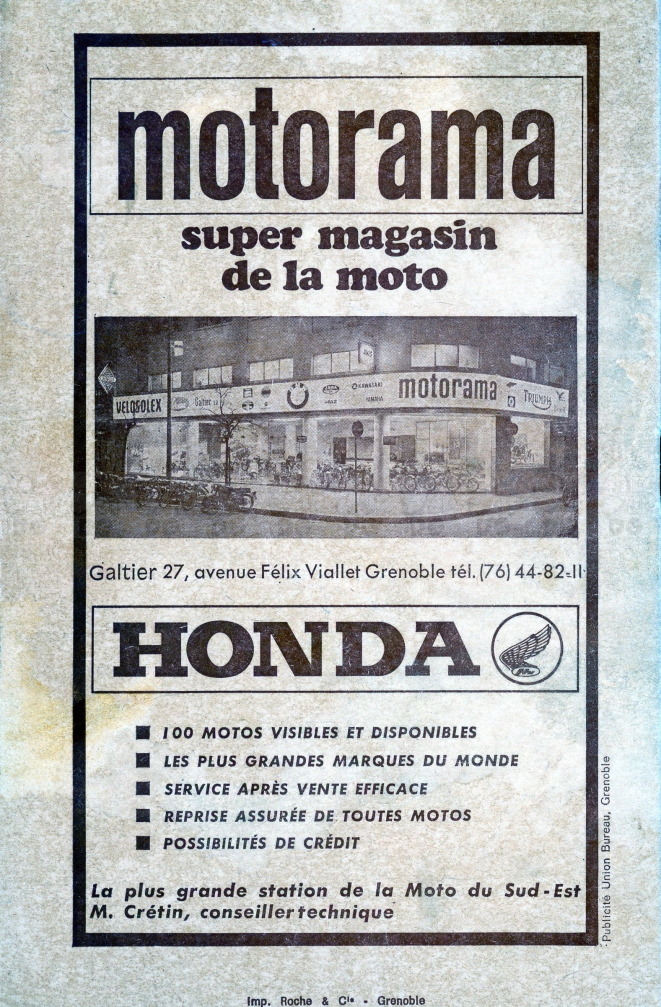 motorama
super magasin
de la moto
VELOSOLEX
Galtier
KAWASAKI
YAMAHA
motorama
TRIUMPH
Galtier 27, avenue Félix Viallet Grenoble tél. (76) 44-82-11
HONDA
100 MOTOS VISIBLES ET DISPONIBLES
LES PLUS GRANDES MARQUES DU MONDE
SERVICE APRÈS VENTE EFFICACE
REPRISE ASSURÉE DE TOUTES MOTOS
POSSIBILITÉS DE CRÉDIT
La plus grande station de la Moto du Sud-Est
M. Crétin, conseiller technique
Publicité Union Bureau, Grenoble
Imp. Roche & Cie - Grenoble